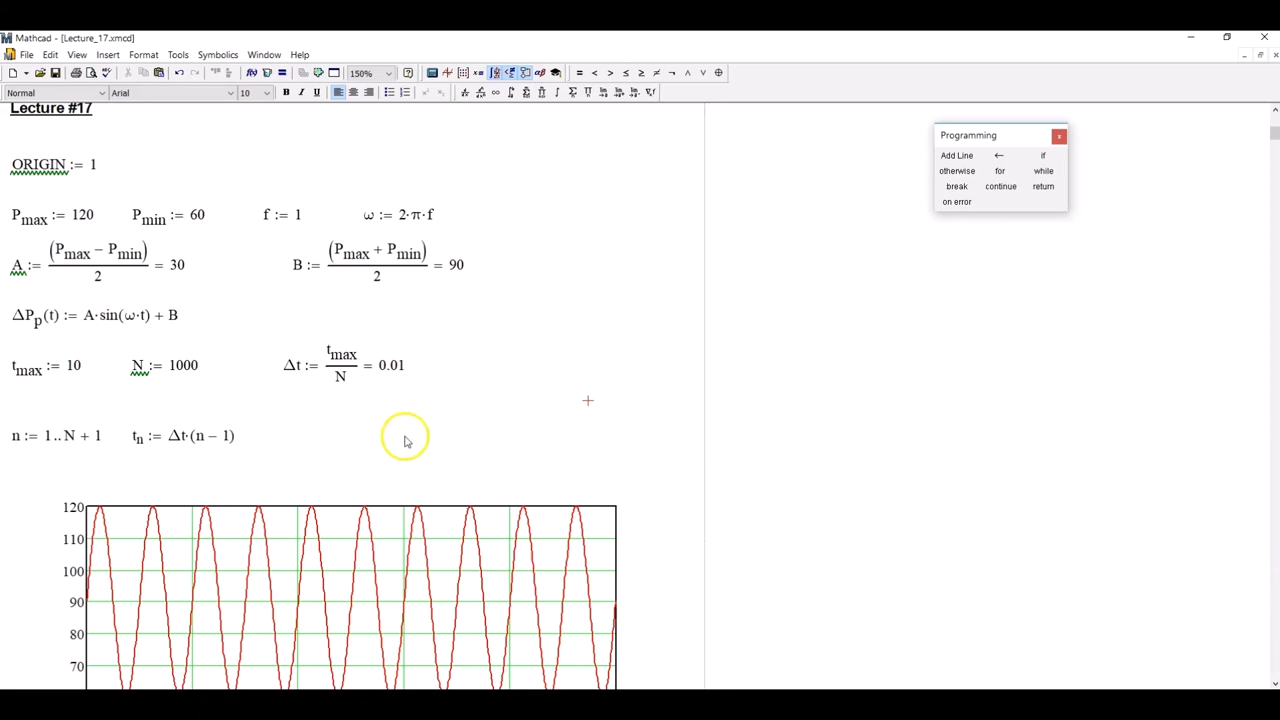 Mathcad - [Lecture_17.xmcd]
File Edit View Insert Format Tools Symbolics Window Help
150%
Normal Arial 10 B I U
Lecture #17
Programming
Add Line ← if
otherwise for while
break continue return
on error
ORIGIN := 1
Pmax := 120 Pmin := 60 f := 1 ω := 2·π·f
A := (Pmax − Pmin) / 2 = 30 B := (Pmax + Pmin) / 2 = 90
ΔPp(t) := A·sin(ω·t) + B
tmax := 10 N := 1000 Δt := tmax / N = 0.01
n := 1.. N + 1 tn := Δt·(n − 1)
120
110
100
90
80
70